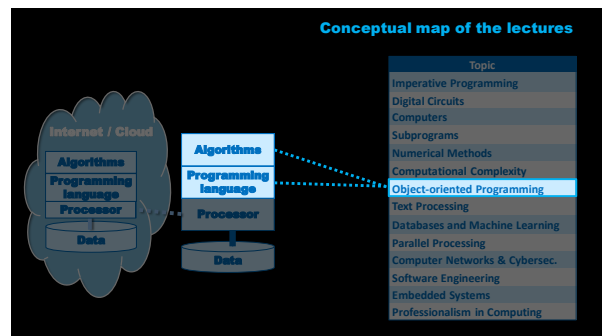 Conceptual map of the lectures
Internet / Cloud
Algorithms
Programming
language
Processor
Data
Algorithms
Programming
language
Processor
Data
Topic
Imperative Programming
Digital Circuits
Computers
Subprograms
Numerical Methods
Computational Complexity
Object-oriented Programming
Text Processing
Databases and Machine Learning
Parallel Processing
Computer Networks & Cybersec.
Software Engineering
Embedded Systems
Professionalism in Computing